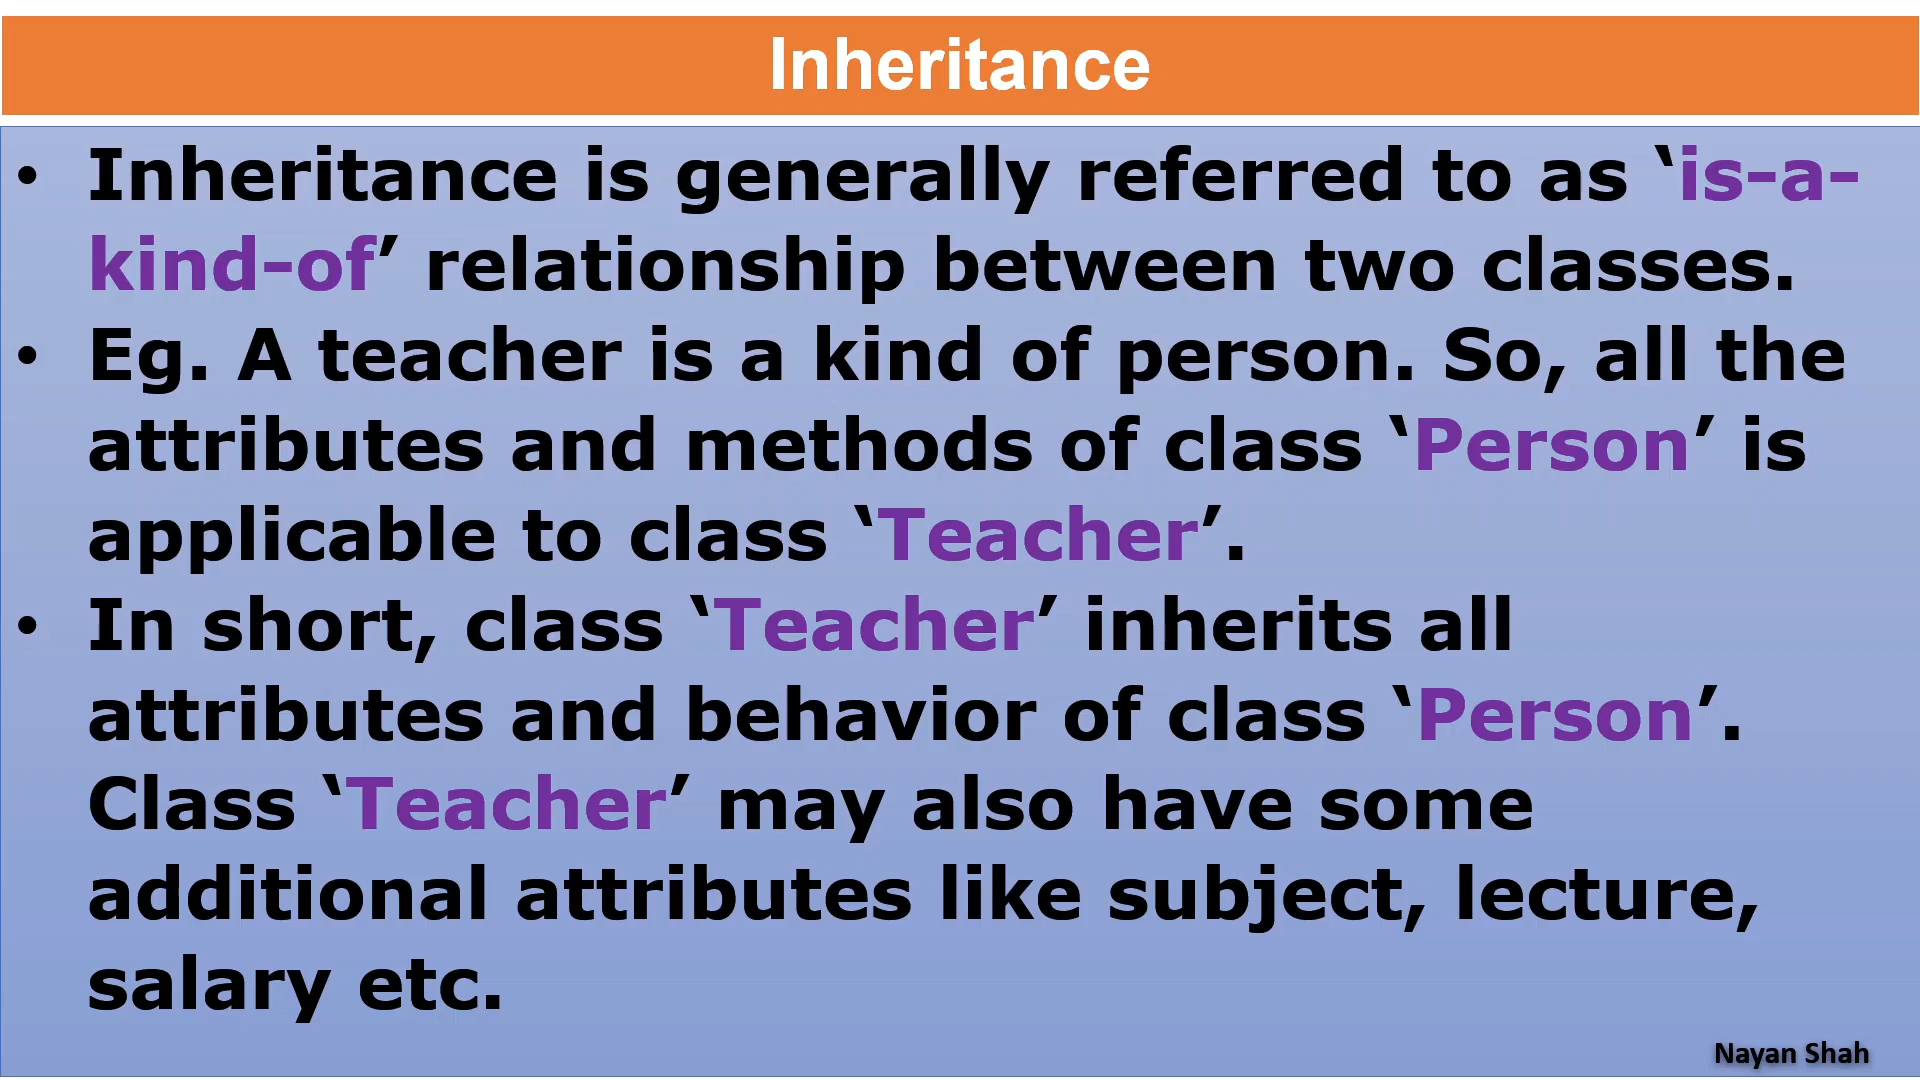 Inheritance
• Inheritance is generally referred to as ‘is-a-
kind-of’ relationship between two classes.
• Eg. A teacher is a kind of person. So, all the
attributes and methods of class ‘Person’ is
applicable to class ‘Teacher’.
• In short, class ‘Teacher’ inherits all
attributes and behavior of class ‘Person’.
Class ‘Teacher’ may also have some
additional attributes like subject, lecture,
salary etc.
Nayan Shah